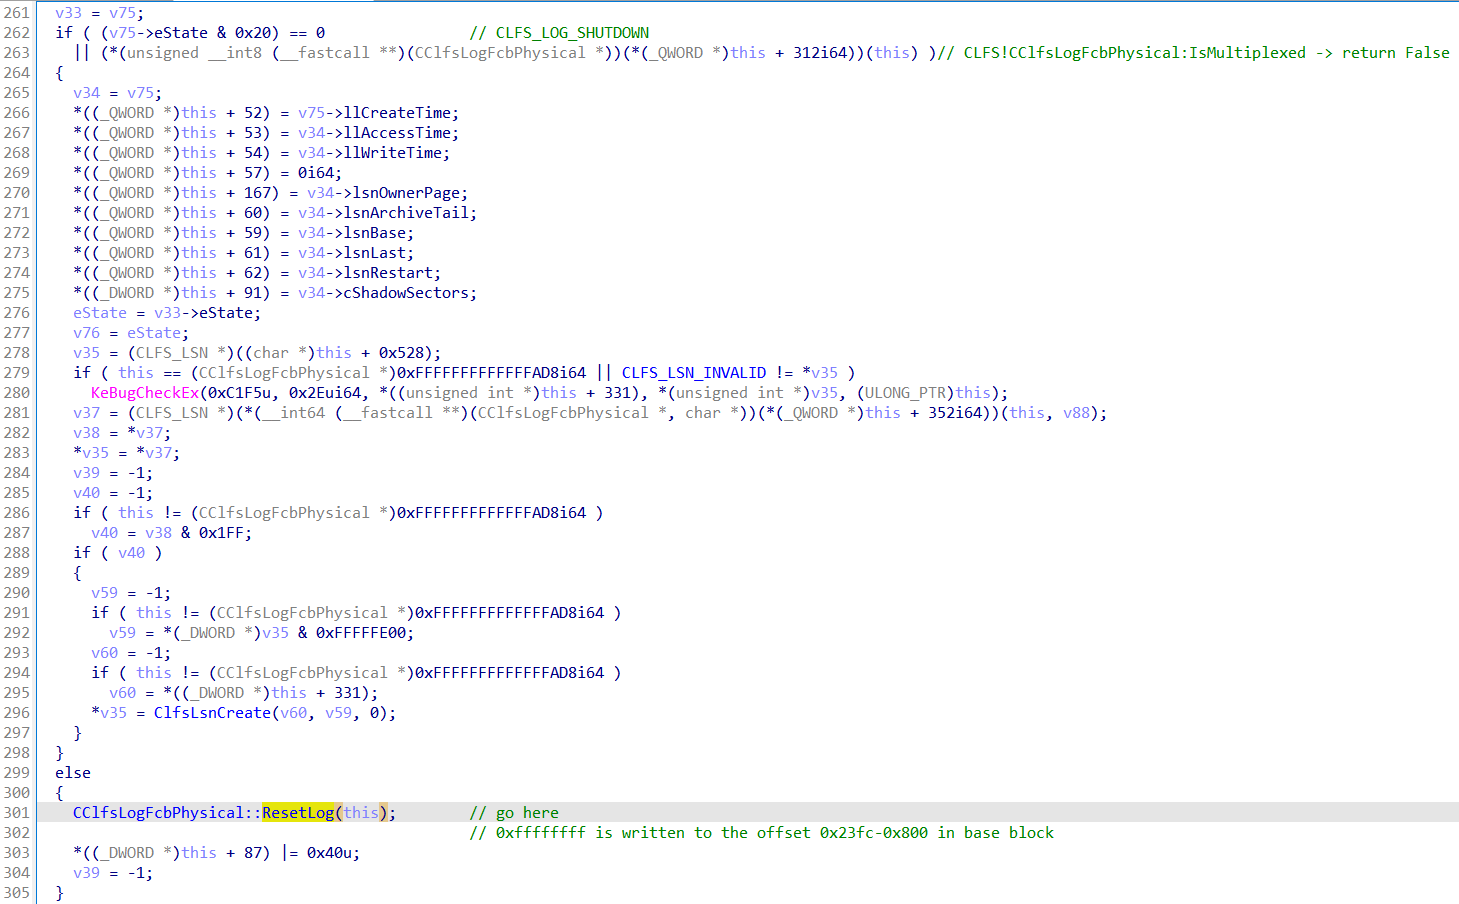 261 v33 = v75;
262 if ( (v75->eState & 0x20) == 0 // CLFS_LOG_SHUTDOWN
263 || (*(unsigned __int8 (__fastcall **)(CClfsLogFcbPhysical *))(*(_QWORD *)this + 312i64))(this) )// CLFS!CClfsLogFcbPhysical:IsMultiplexed -> return False
264 {
265 v34 = v75;
266 *((_QWORD *)this + 52) = v75->llCreateTime;
267 *((_QWORD *)this + 53) = v34->llAccessTime;
268 *((_QWORD *)this + 54) = v34->llWriteTime;
269 *((_QWORD *)this + 57) = 0i64;
270 *((_QWORD *)this + 167) = v34->lsnOwnerPage;
271 *((_QWORD *)this + 60) = v34->lsnArchiveTail;
272 *((_QWORD *)this + 59) = v34->lsnBase;
273 *((_QWORD *)this + 61) = v34->lsnLast;
274 *((_QWORD *)this + 62) = v34->lsnRestart;
275 *((_DWORD *)this + 91) = v34->cShadowSectors;
276 eState = v33->eState;
277 v76 = eState;
278 v35 = (CLFS_LSN *)((char *)this + 0x528);
279 if ( this == (CClfsLogFcbPhysical *)0xFFFFFFFFFFFFFAD8i64 || CLFS_LSN_INVALID != *v35 )
280 KeBugCheckEx(0xC1F5u, 0x2Eui64, *((unsigned int *)this + 331), *(unsigned int *)v35, (ULONG_PTR)this);
281 v37 = (CLFS_LSN *)(*(__int64 (__fastcall **)(CClfsLogFcbPhysical *, char *))(*(_QWORD *)this + 352i64))(this, v88);
282 v38 = *v37;
283 *v35 = *v37;
284 v39 = -1;
285 v40 = -1;
286 if ( this != (CClfsLogFcbPhysical *)0xFFFFFFFFFFFFFAD8i64 )
287 v40 = v38 & 0x1FF;
288 if ( v40 )
289 {
290 v59 = -1;
291 if ( this != (CClfsLogFcbPhysical *)0xFFFFFFFFFFFFFAD8i64 )
292 v59 = *(_DWORD *)v35 & 0xFFFFFE00;
293 v60 = -1;
294 if ( this != (CClfsLogFcbPhysical *)0xFFFFFFFFFFFFFAD8i64 )
295 v60 = *((_DWORD *)this + 331);
296 *v35 = ClfsLsnCreate(v60, v59, 0);
297 }
298 }
299 else
300 {
301 CClfsLogFcbPhysical::ResetLog(this); // go here
302 // 0xffffffff is written to the offset 0x23fc-0x800 in base block
303 *((_DWORD *)this + 87) |= 0x40u;
304 v39 = -1;
305 }